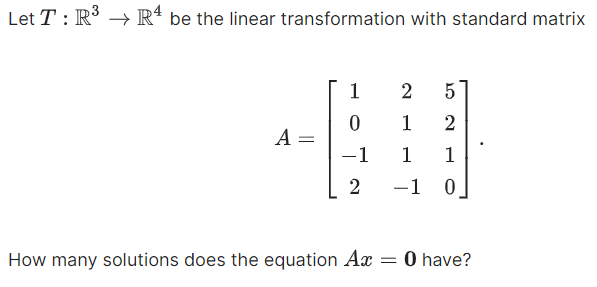 Let T : ℝ³ → ℝ⁴ be the linear transformation with standard matrix
A = [
1 2 5
0 1 2
−1 1 1
2 −1 0
] .
How many solutions does the equation Ax = 0 have?